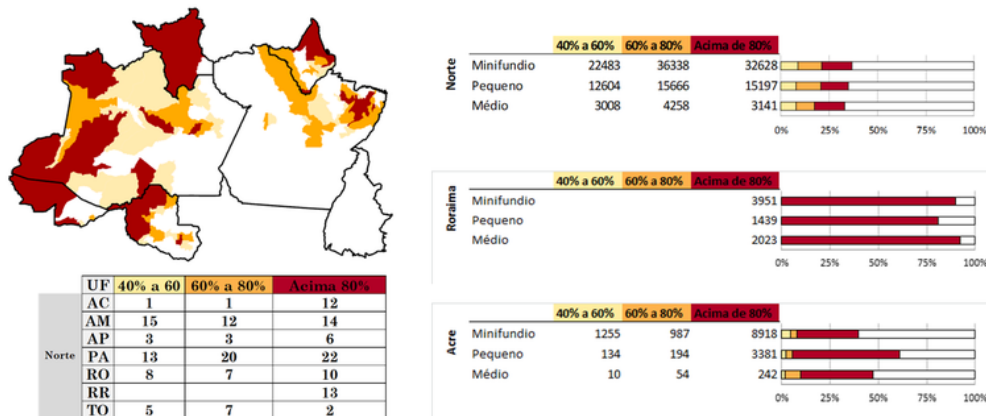 UF 40% a 60 60% a 80% Acima 80%
Norte
AC 1 1 12
AM 15 12 14
AP 3 3 6
PA 13 20 22
RO 8 7 10
RR 13
TO 5 7 2
Norte
40% a 60% 60% a 80% Acima de 80%
Minifundio 22483 36338 32628
Pequeno 12604 15666 15197
Médio 3008 4258 3141
0% 25% 50% 75% 100%
Roraima
40% a 60% 60% a 80% Acima de 80%
Minifundio 3951
Pequeno 1439
Médio 2023
0% 25% 50% 75% 100%
Acre
40% a 60% 60% a 80% Acima de 80%
Minifundio 1255 987 8918
Pequeno 134 194 3381
Médio 10 54 242
0% 25% 50% 75% 100%